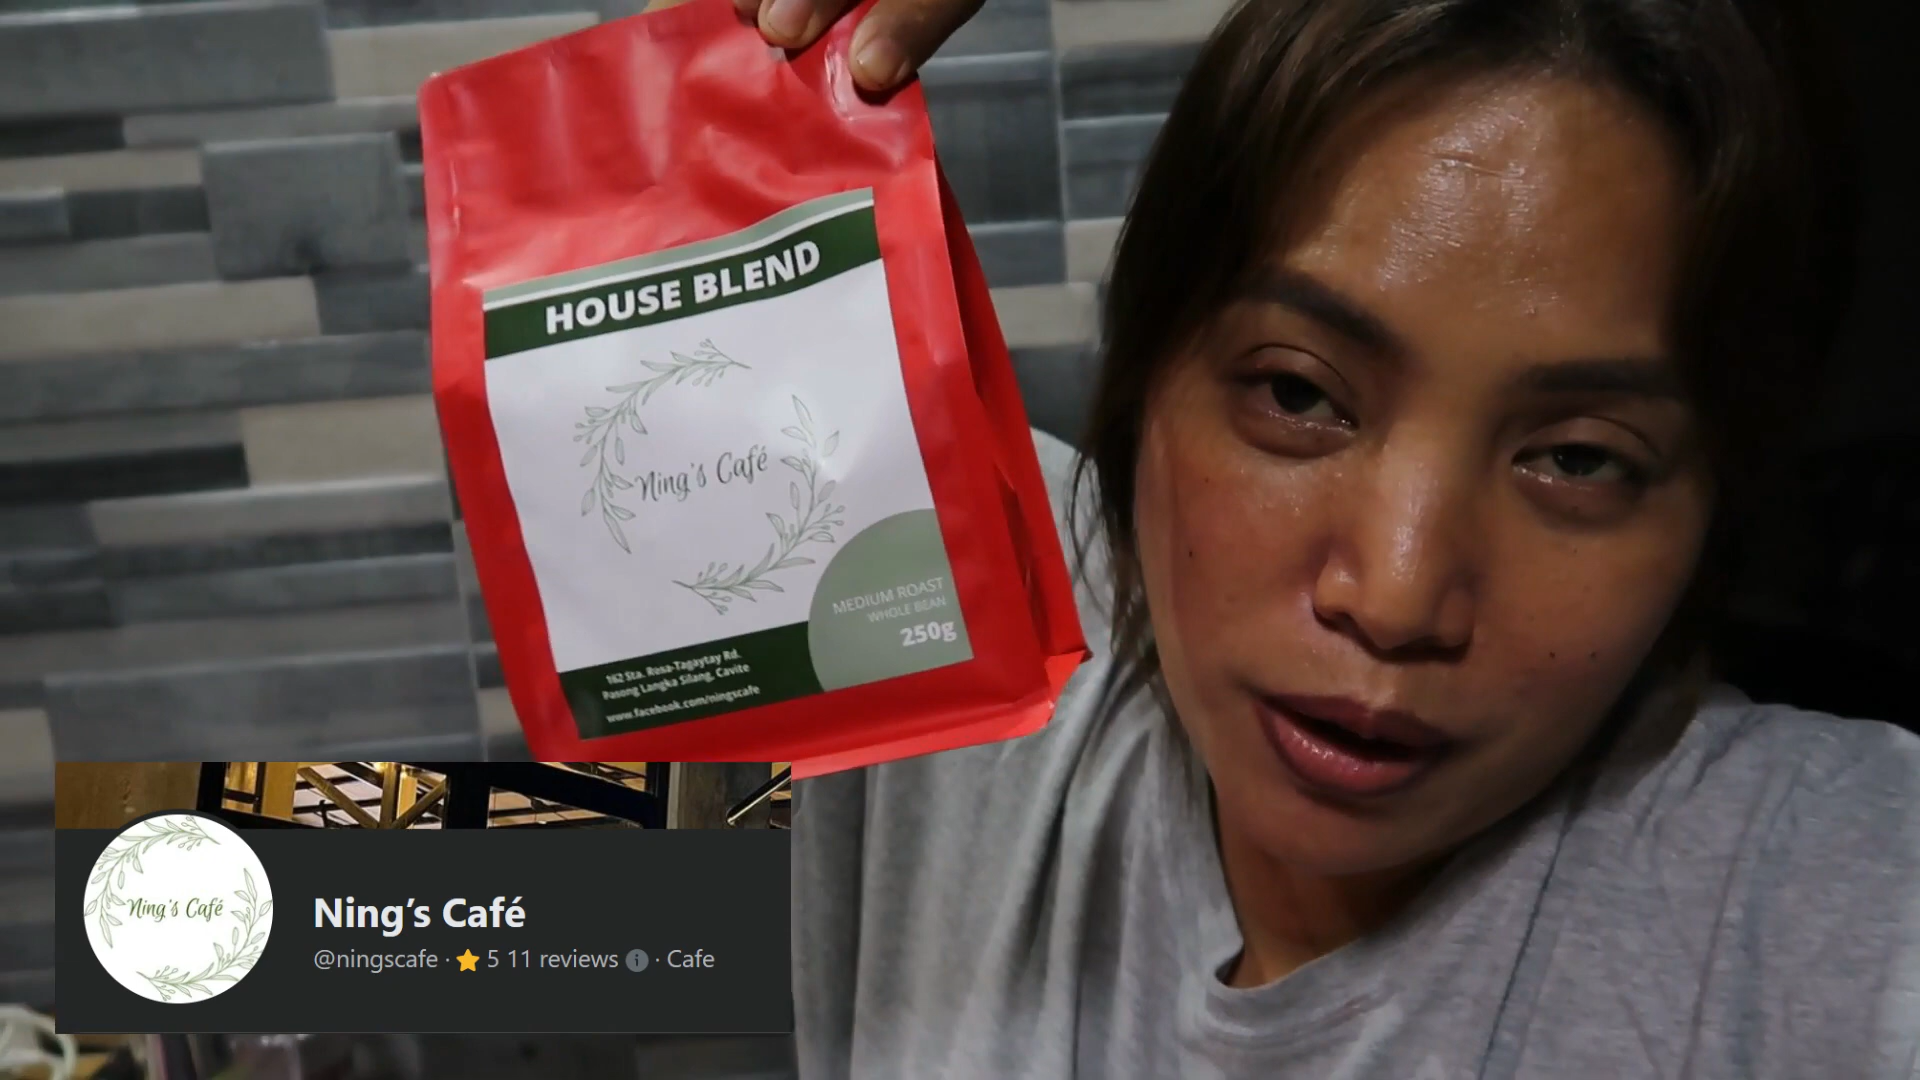 HOUSE BLEND
Ning's Café
MEDIUM ROAST
WHOLE BEAN
250g
162 Sta. Rosa-Tagaytay Rd.
Pasong Langka Silang, Cavite
www.facebook.com/ningscafe
Ning's Café
Ning’s Café
@ningscafe · 5 11 reviews · Cafe